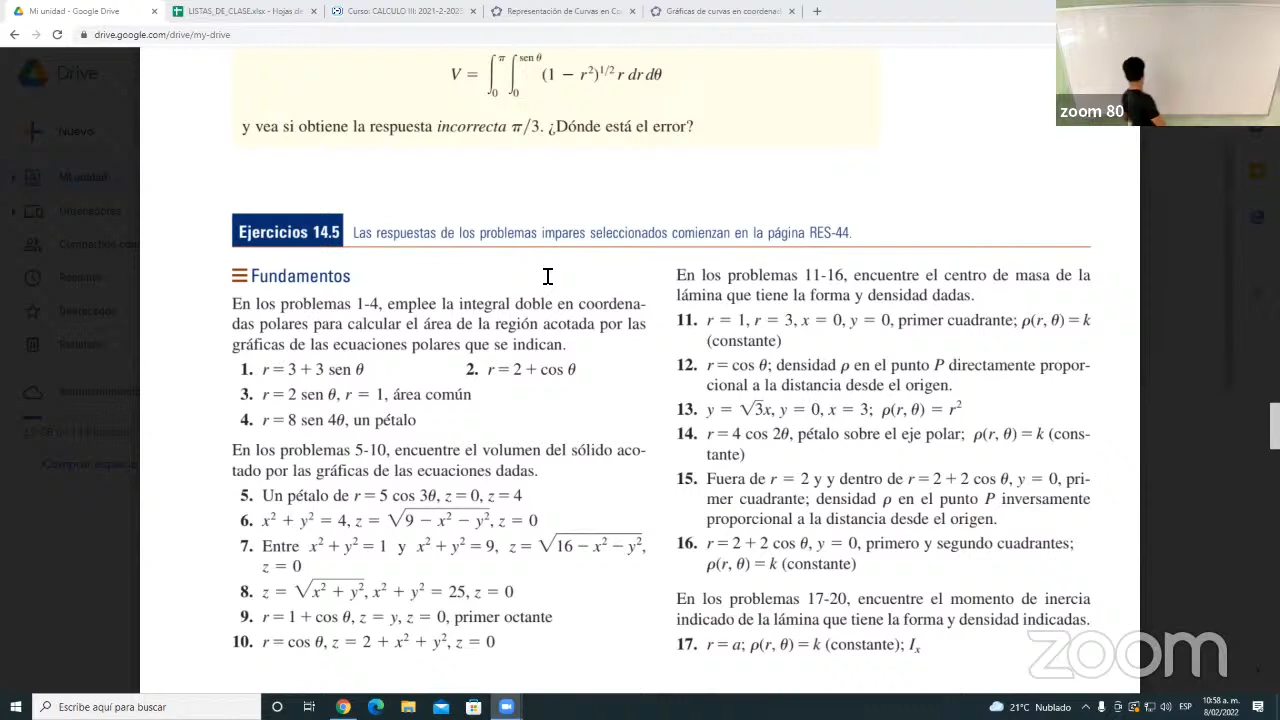 Mi unidad - Google Drive
LISTAS_DE_CLASE.xlsx - Hojas de
Curso: CALCULO III: 2021-2-2025
Representación de Curvas en Co
Gráficas de curvas en coordenad
drive.google.com/drive/my-drive
Drive
Nuevo
Mi unidad
Ordenadores
Compartido con
Reciente
Destacados
Papelera
Comprar espacio
V = ∫₀^π ∫₀^{sen θ} (1 − r²)^{1/2} r dr dθ
y vea si obtiene la respuesta incorrecta π/3. ¿Dónde está el error?
Ejercicios 14.5 Las respuestas de los problemas impares seleccionados comienzan en la página RES-44.
Fundamentos
En los problemas 1-4, emplee la integral doble en coordena-
das polares para calcular el área de la región acotada por las
gráficas de las ecuaciones polares que se indican.
1. r = 3 + 3 sen θ 2. r = 2 + cos θ
3. r = 2 sen θ, r = 1, área común
4. r = 8 sen 4θ, un pétalo
En los problemas 5-10, encuentre el volumen del sólido aco-
tado por las gráficas de las ecuaciones dadas.
5. Un pétalo de r = 5 cos 3θ, z = 0, z = 4
6. x² + y² = 4, z = √(9 − x² − y²), z = 0
7. Entre x² + y² = 1 y x² + y² = 9, z = √(16 − x² − y²),
z = 0
8. z = √(x² + y²), x² + y² = 25, z = 0
9. r = 1 + cos θ, z = y, z = 0, primer octante
10. r = cos θ, z = 2 + x² + y², z = 0
En los problemas 11-16, encuentre el centro de masa de la
lámina que tiene la forma y densidad dadas.
11. r = 1, r = 3, x = 0, y = 0, primer cuadrante; ρ(r, θ) = k
(constante)
12. r = cos θ; densidad ρ en el punto P directamente propor-
cional a la distancia desde el origen.
13. y = √3x, y = 0, x = 3; ρ(r, θ) = r²
14. r = 4 cos 2θ, pétalo sobre el eje polar; ρ(r, θ) = k (cons-
tante)
15. Fuera de r = 2 y y dentro de r = 2 + 2 cos θ, y = 0, pri-
mer cuadrante; densidad ρ en el punto P inversamente
proporcional a la distancia desde el origen.
16. r = 2 + 2 cos θ, y = 0, primero y segundo cuadrantes;
ρ(r, θ) = k (constante)
En los problemas 17-20, encuentre el momento de inercia
indicado de la lámina que tiene la forma y densidad indicadas.
17. r = a; ρ(r, θ) = k (constante); Iₓ
zoom 80
zoom
Escribe aquí para buscar
21°C Nublado
ESP
10:58 a. m.
8/02/2022